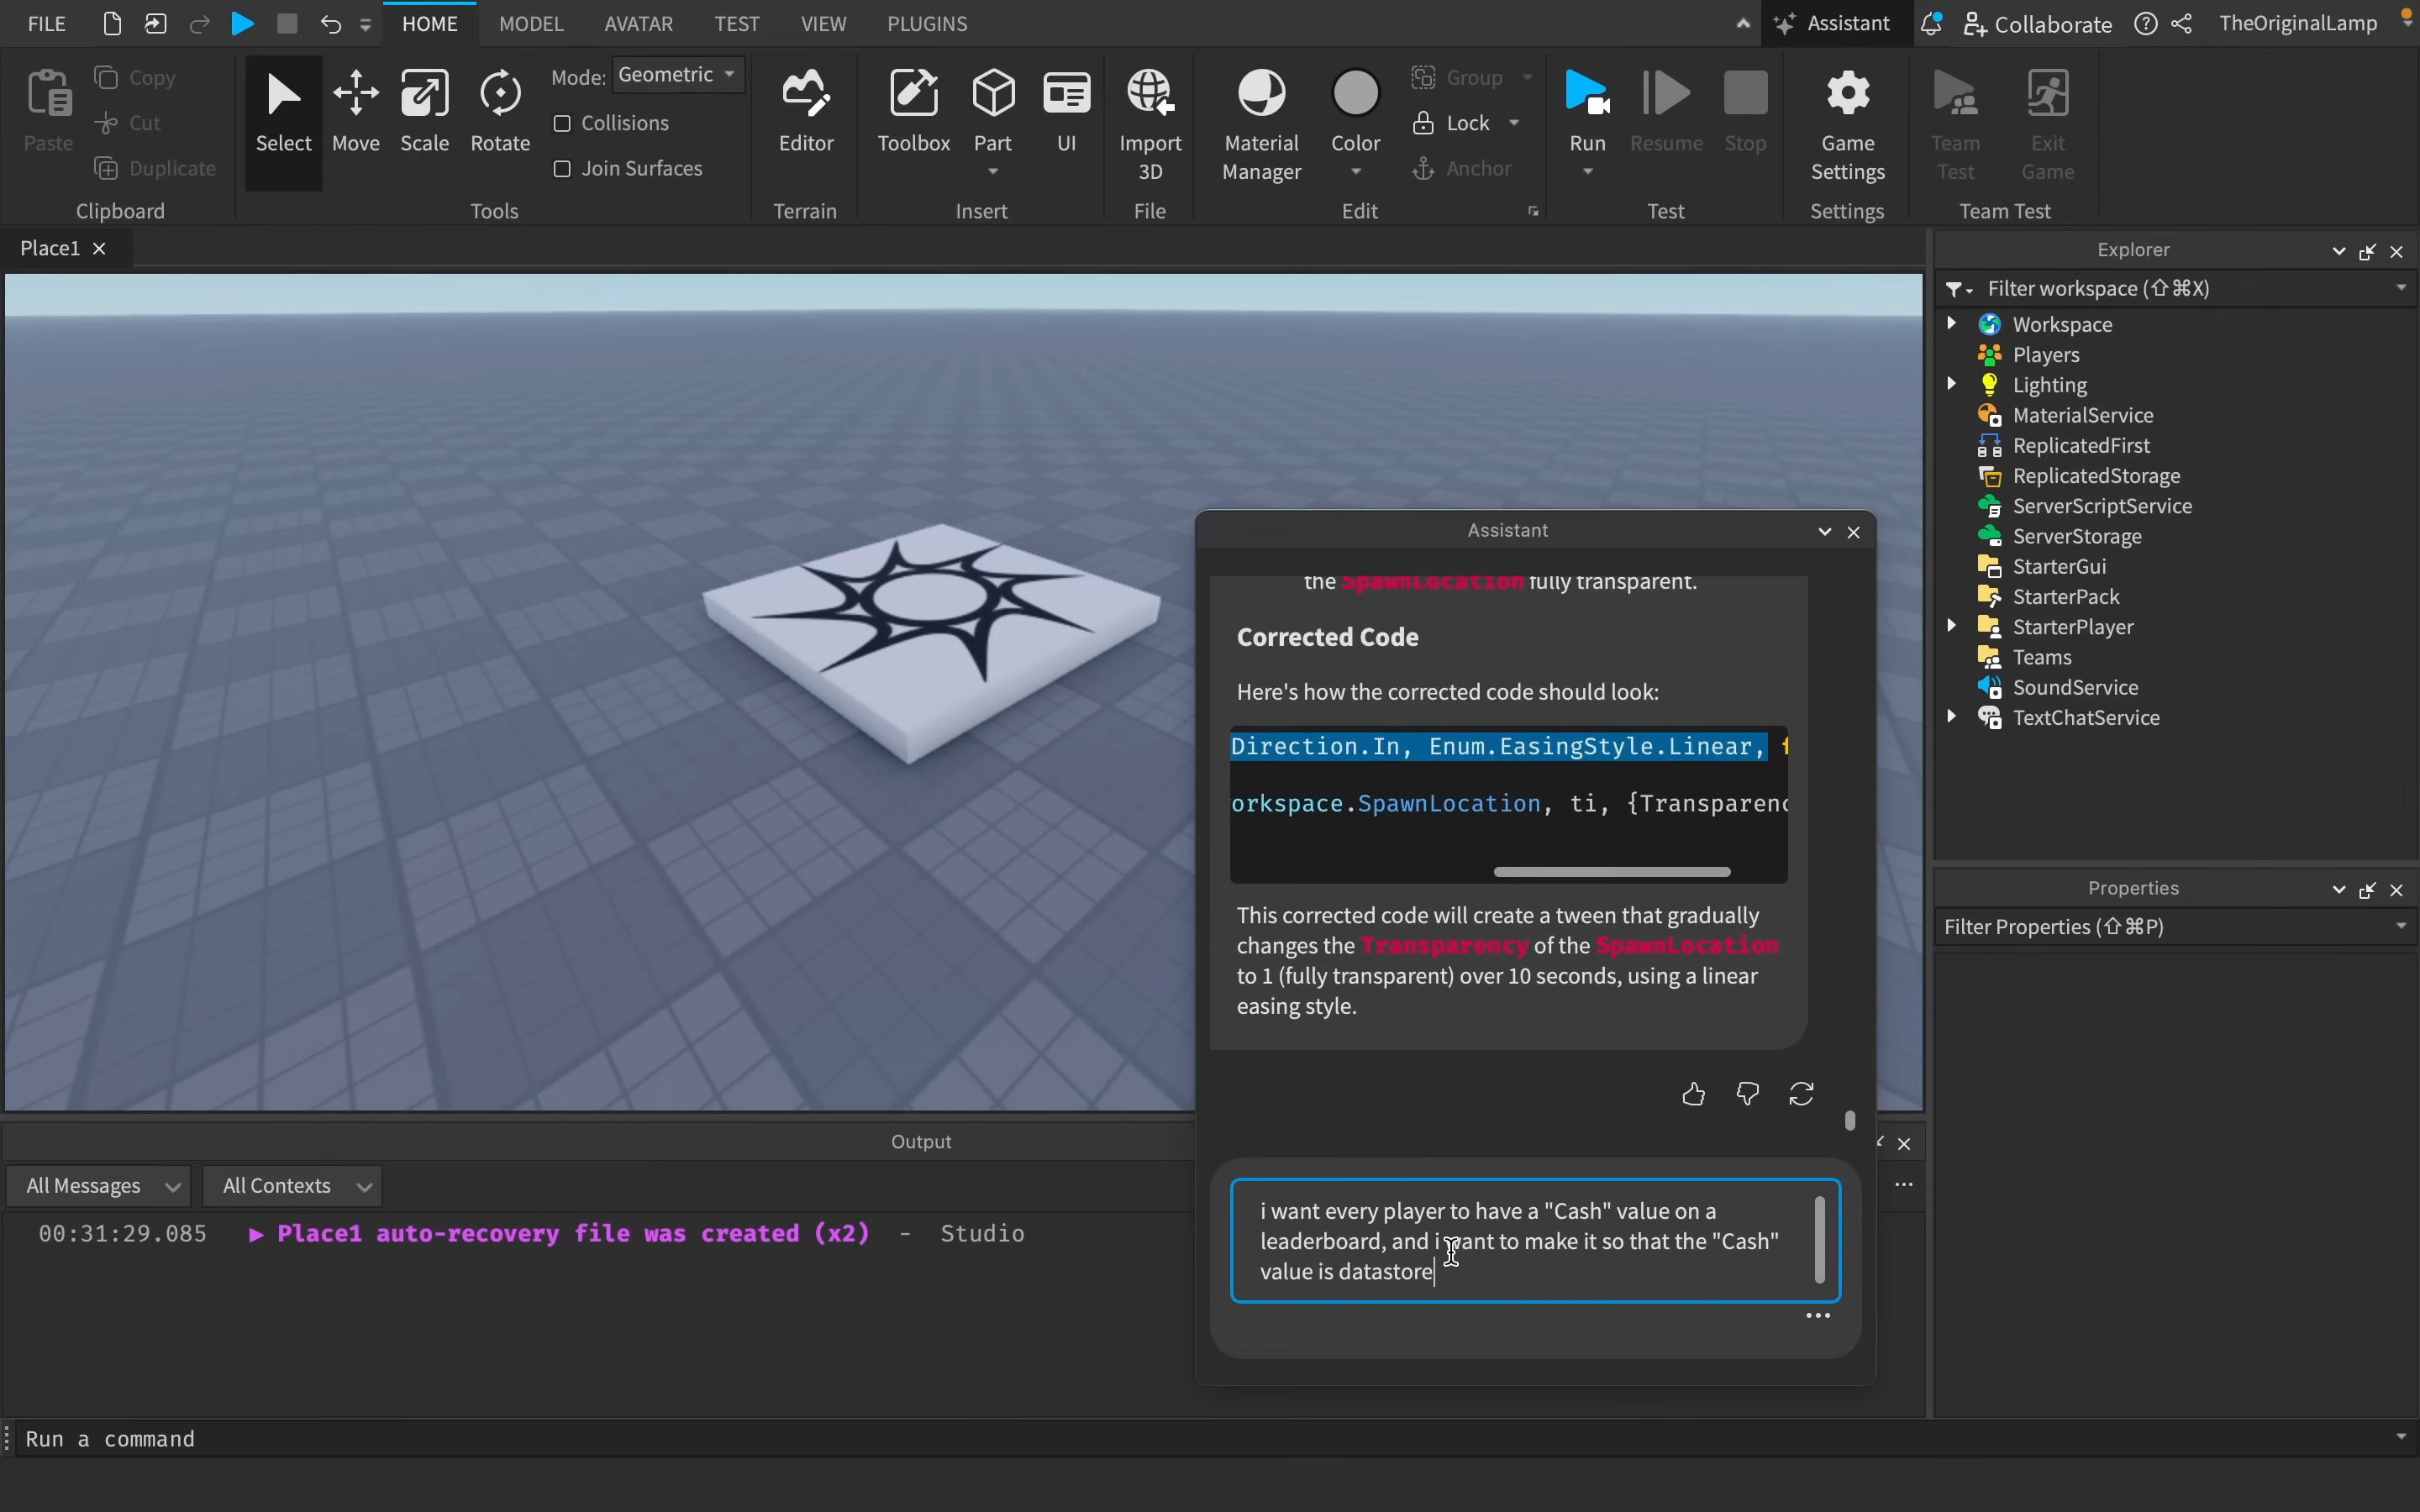 FILE HOME MODEL AVATAR TEST VIEW PLUGINS Assistant Collaborate TheOriginalLamp
Paste Copy Cut Duplicate
Clipboard
Select Move Scale Rotate
Mode: Geometric
Collisions
Join Surfaces
Tools
Editor
Terrain
Toolbox Part UI
Insert
Import
3D
File
Material
Manager
Color
Group
Lock
Anchor
Edit
Run Resume Stop
Test
Game
Settings
Settings
Team
Test
Exit
Game
Team Test
Place1
Explorer
Filter workspace (⇧⌘X)
Workspace
Players
Lighting
MaterialService
ReplicatedFirst
ReplicatedStorage
ServerScriptService
ServerStorage
StarterGui
StarterPack
StarterPlayer
Teams
SoundService
TextChatService
Properties
Filter Properties (⇧⌘P)
Assistant
the SpawnLocation fully transparent.
Corrected Code
Here's how the corrected code should look:
Direction.In, Enum.EasingStyle.Linear, f
orkspace.SpawnLocation, ti, {Transparenc
This corrected code will create a tween that gradually
changes the Transparency of the SpawnLocation
to 1 (fully transparent) over 10 seconds, using a linear
easing style.
i want every player to have a "Cash" value on a
leaderboard, and i want to make it so that the "Cash"
value is datastore
Output
All Messages All Contexts
00:31:29.085 ▶ Place1 auto-recovery file was created (x2) - Studio
Run a command